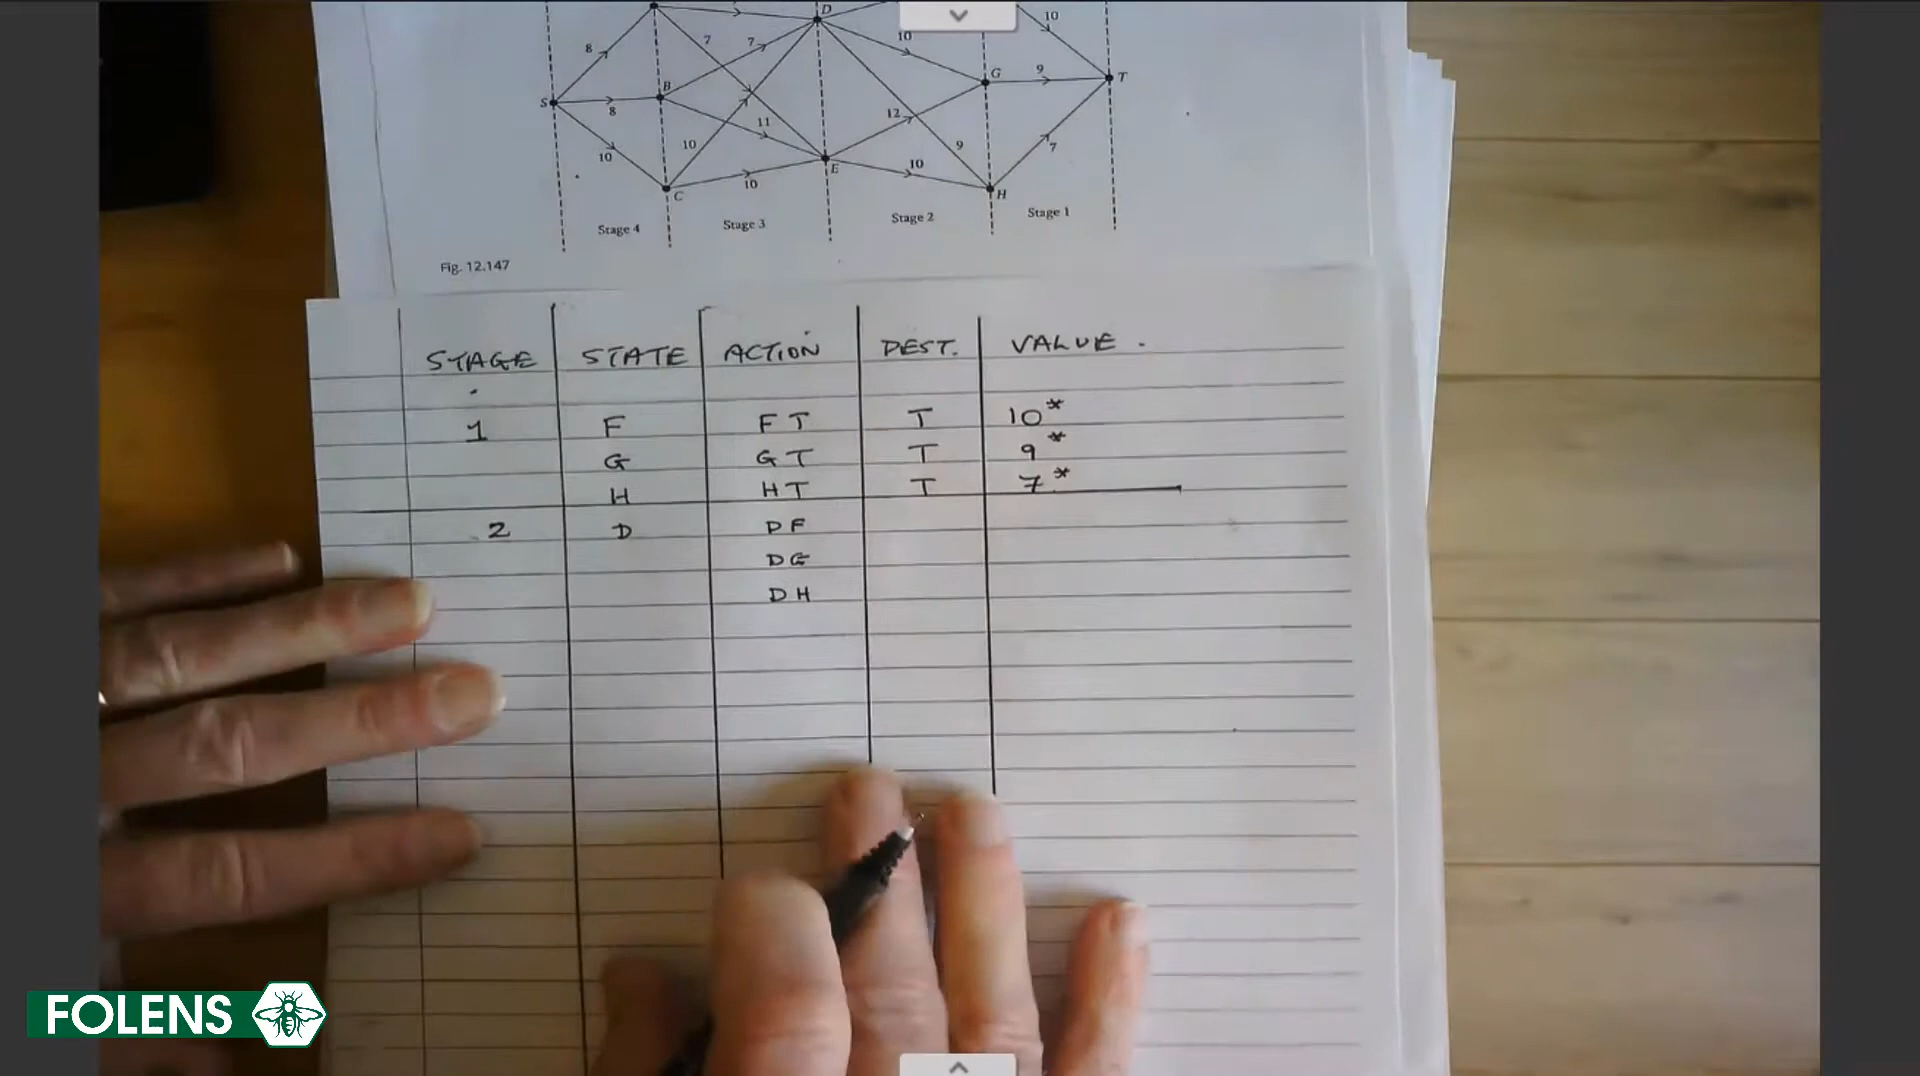 D
10
10
8
7
7
G
9
T
S
B
8
11
12
10
10
9
7
E
10
10
C
H
Stage 4
Stage 3
Stage 2
Stage 1
Fig. 12.147
STAGE STATE ACTION DEST. VALUE.
1 F FT T 10*
G GT T 9*
H HT T 7*
2 D DF
DG
DH
FOLENS